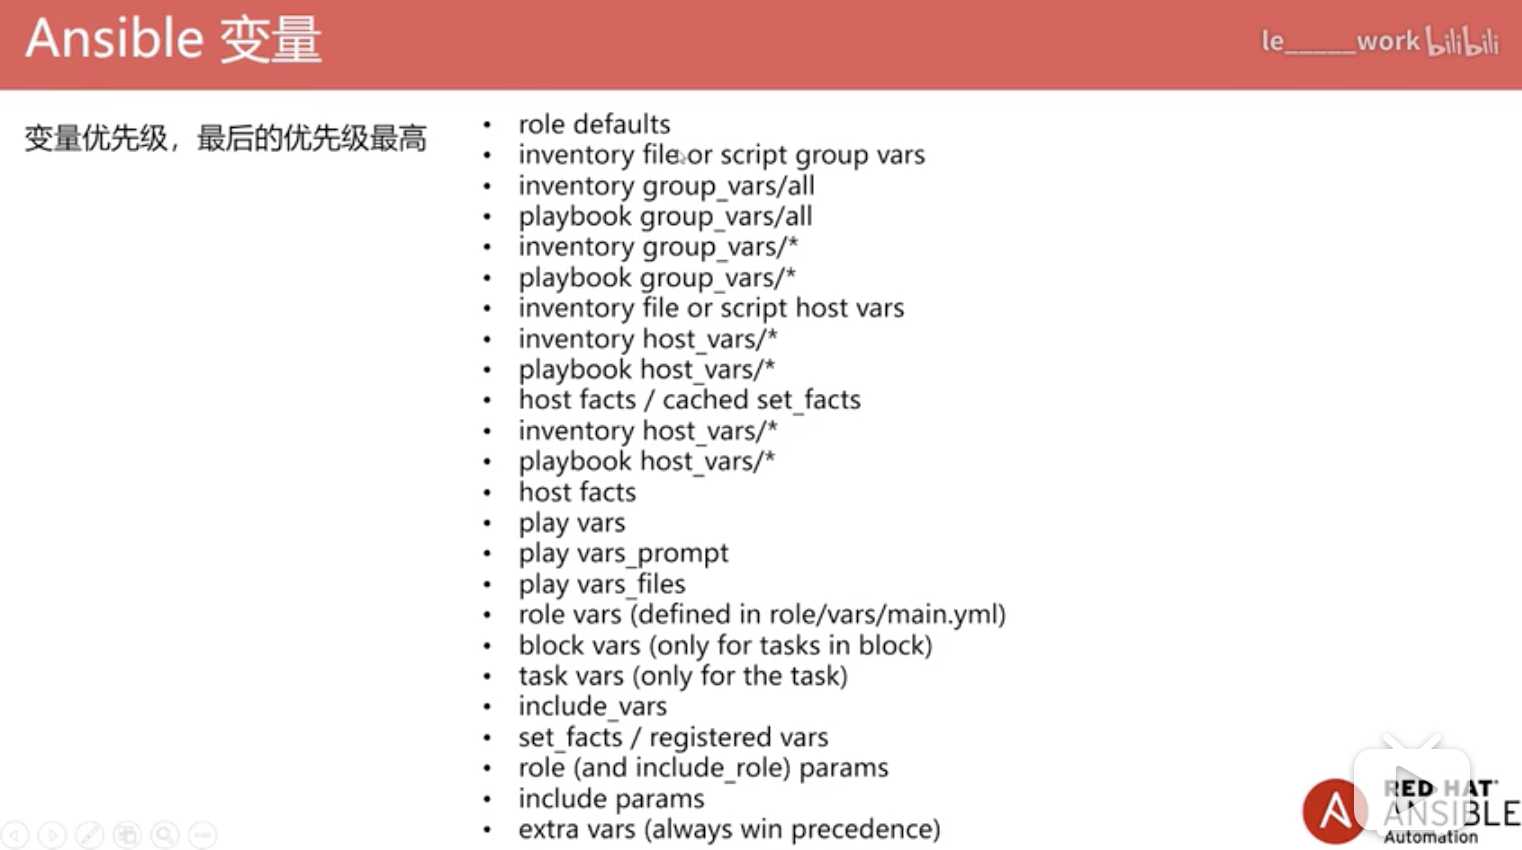 Ansible 变量
le_____work bilibili
变量优先级，最后的优先级最高
• role defaults
• inventory file or script group vars
• inventory group_vars/all
• playbook group_vars/all
• inventory group_vars/*
• playbook group_vars/*
• inventory file or script host vars
• inventory host_vars/*
• playbook host_vars/*
• host facts / cached set_facts
• inventory host_vars/*
• playbook host_vars/*
• host facts
• play vars
• play vars_prompt
• play vars_files
• role vars (defined in role/vars/main.yml)
• block vars (only for tasks in block)
• task vars (only for the task)
• include_vars
• set_facts / registered vars
• role (and include_role) params
• include params
• extra vars (always win precedence)
A
RED HAT
ANSIBLE
Automation